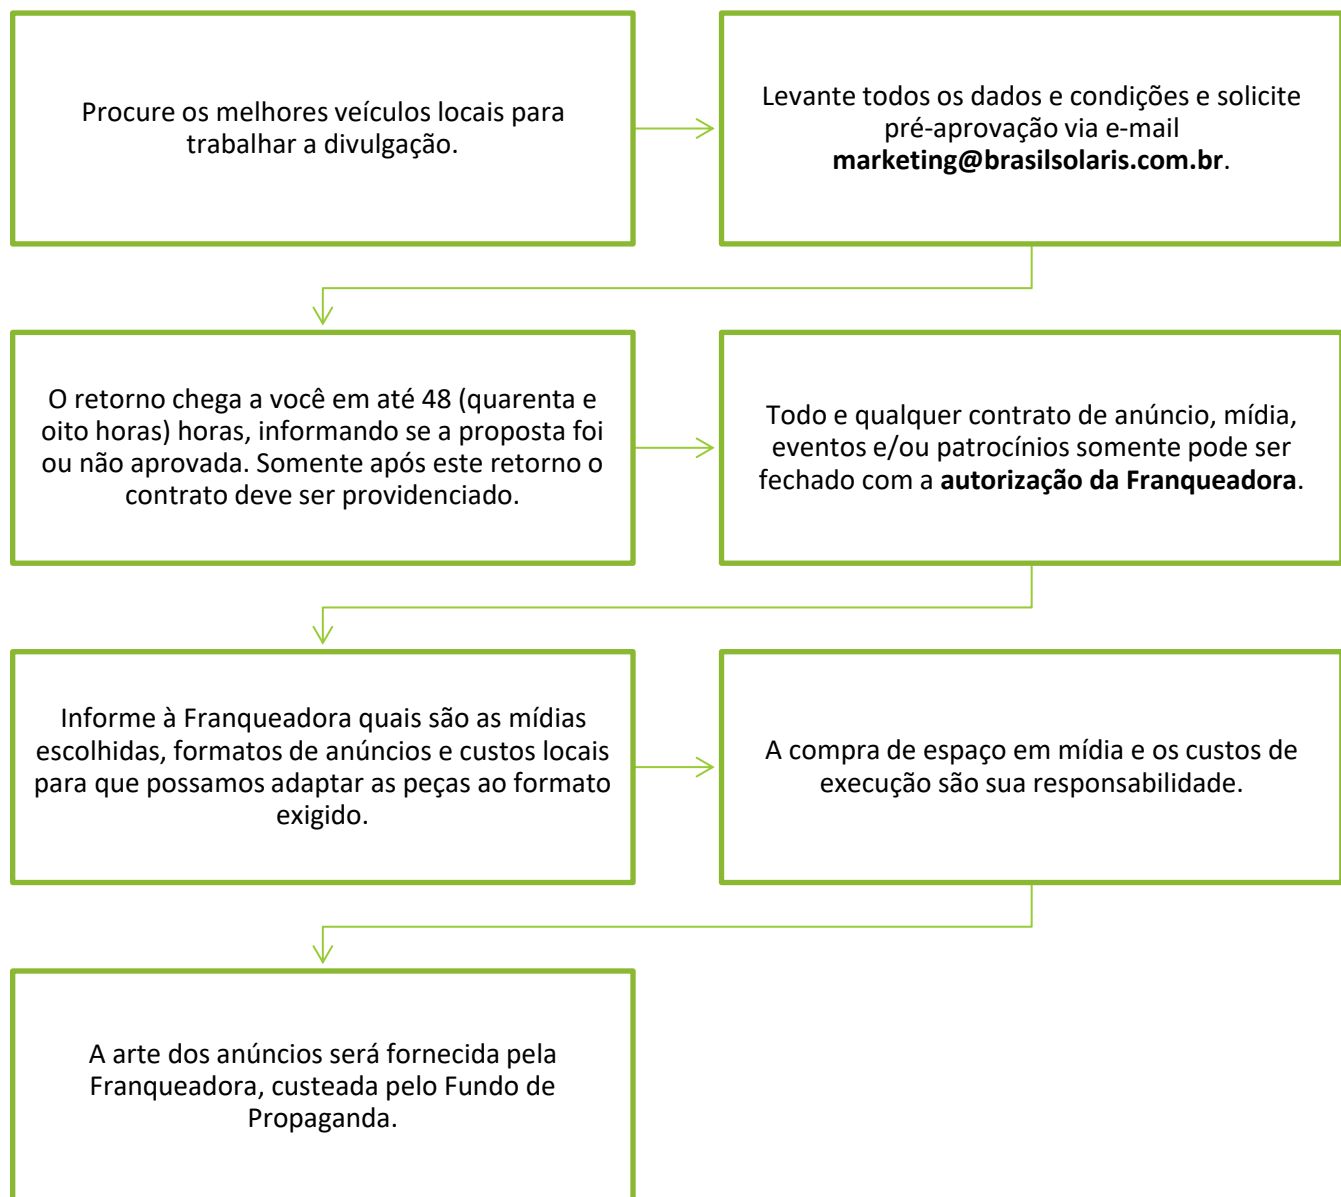 Procure os melhores veículos locais para
trabalhar a divulgação.
Levante todos os dados e condições e solicite
pré-aprovação via e-mail
marketing@brasilsolaris.com.br.
O retorno chega a você em até 48 (quarenta e
oito horas) horas, informando se a proposta foi
ou não aprovada. Somente após este retorno o
contrato deve ser providenciado.
Todo e qualquer contrato de anúncio, mídia,
eventos e/ou patrocínios somente pode ser
fechado com a autorização da Franqueadora.
Informe à Franqueadora quais são as mídias
escolhidas, formatos de anúncios e custos locais
para que possamos adaptar as peças ao formato
exigido.
A compra de espaço em mídia e os custos de
execução são sua responsabilidade.
A arte dos anúncios será fornecida pela
Franqueadora, custeada pelo Fundo de
Propaganda.